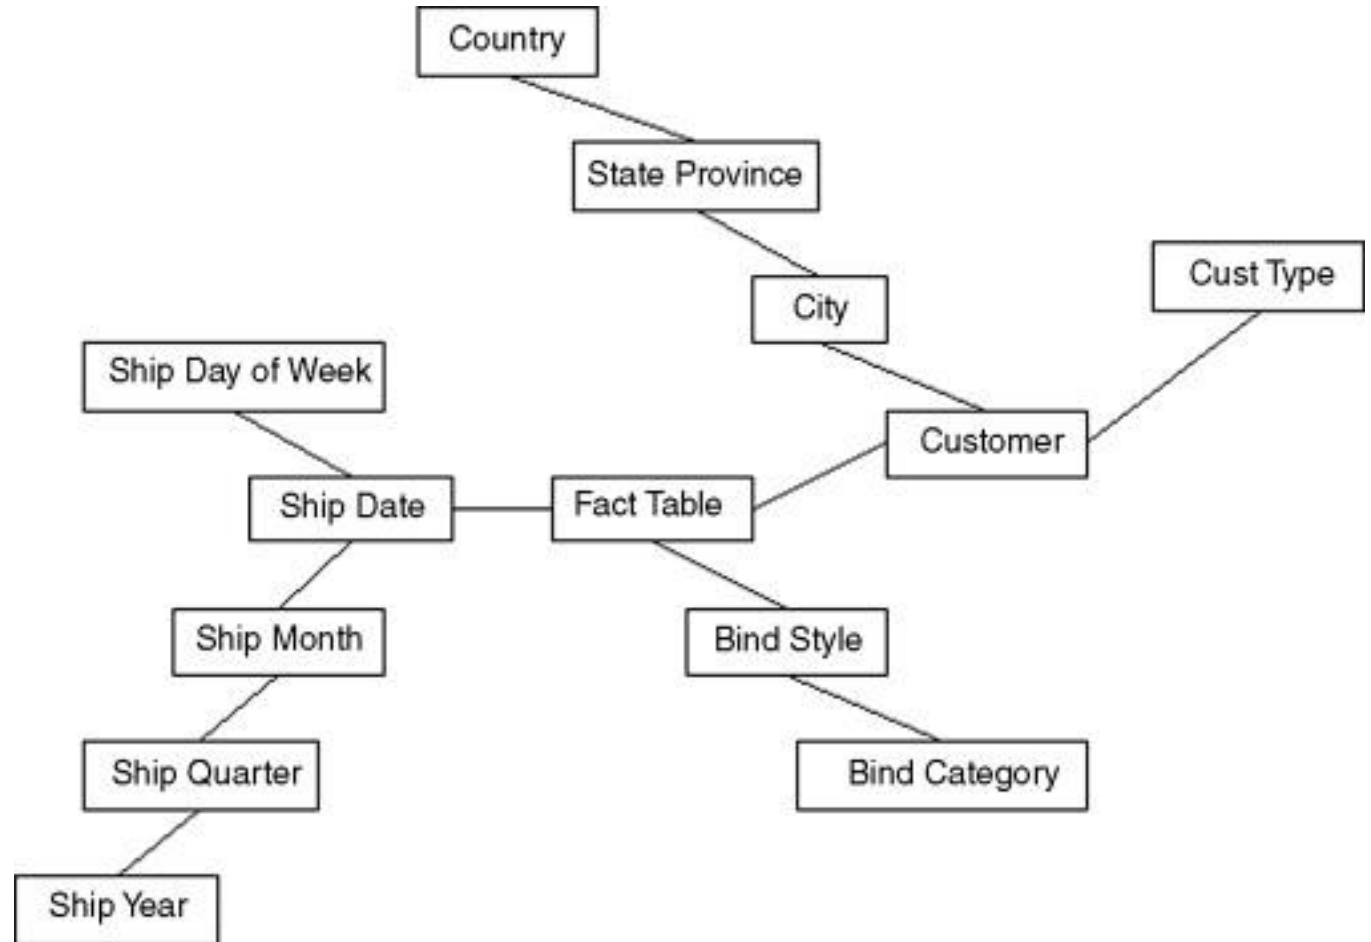 Country
State Province
Cust Type
City
Ship Day of Week
Customer
Ship Date
Fact Table
Ship Month
Bind Style
Ship Quarter
Bind Category
Ship Year